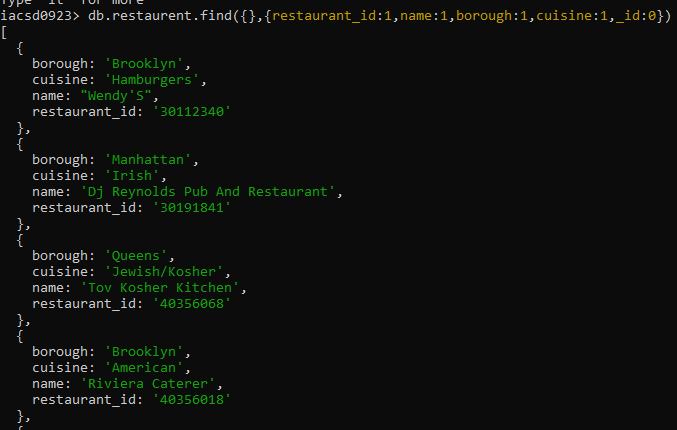 Type "it" for more
iacsd0923> db.restaurent.find({},{restaurant_id:1,name:1,borough:1,cuisine:1,_id:0})
[
  {
    borough: 'Brooklyn',
    cuisine: 'Hamburgers',
    name: "Wendy'S",
    restaurant_id: '30112340'
  },
  {
    borough: 'Manhattan',
    cuisine: 'Irish',
    name: 'Dj Reynolds Pub And Restaurant',
    restaurant_id: '30191841'
  },
  {
    borough: 'Queens',
    cuisine: 'Jewish/Kosher',
    name: 'Tov Kosher Kitchen',
    restaurant_id: '40356068'
  },
  {
    borough: 'Brooklyn',
    cuisine: 'American',
    name: 'Riviera Caterer',
    restaurant_id: '40356018'
  },
  {